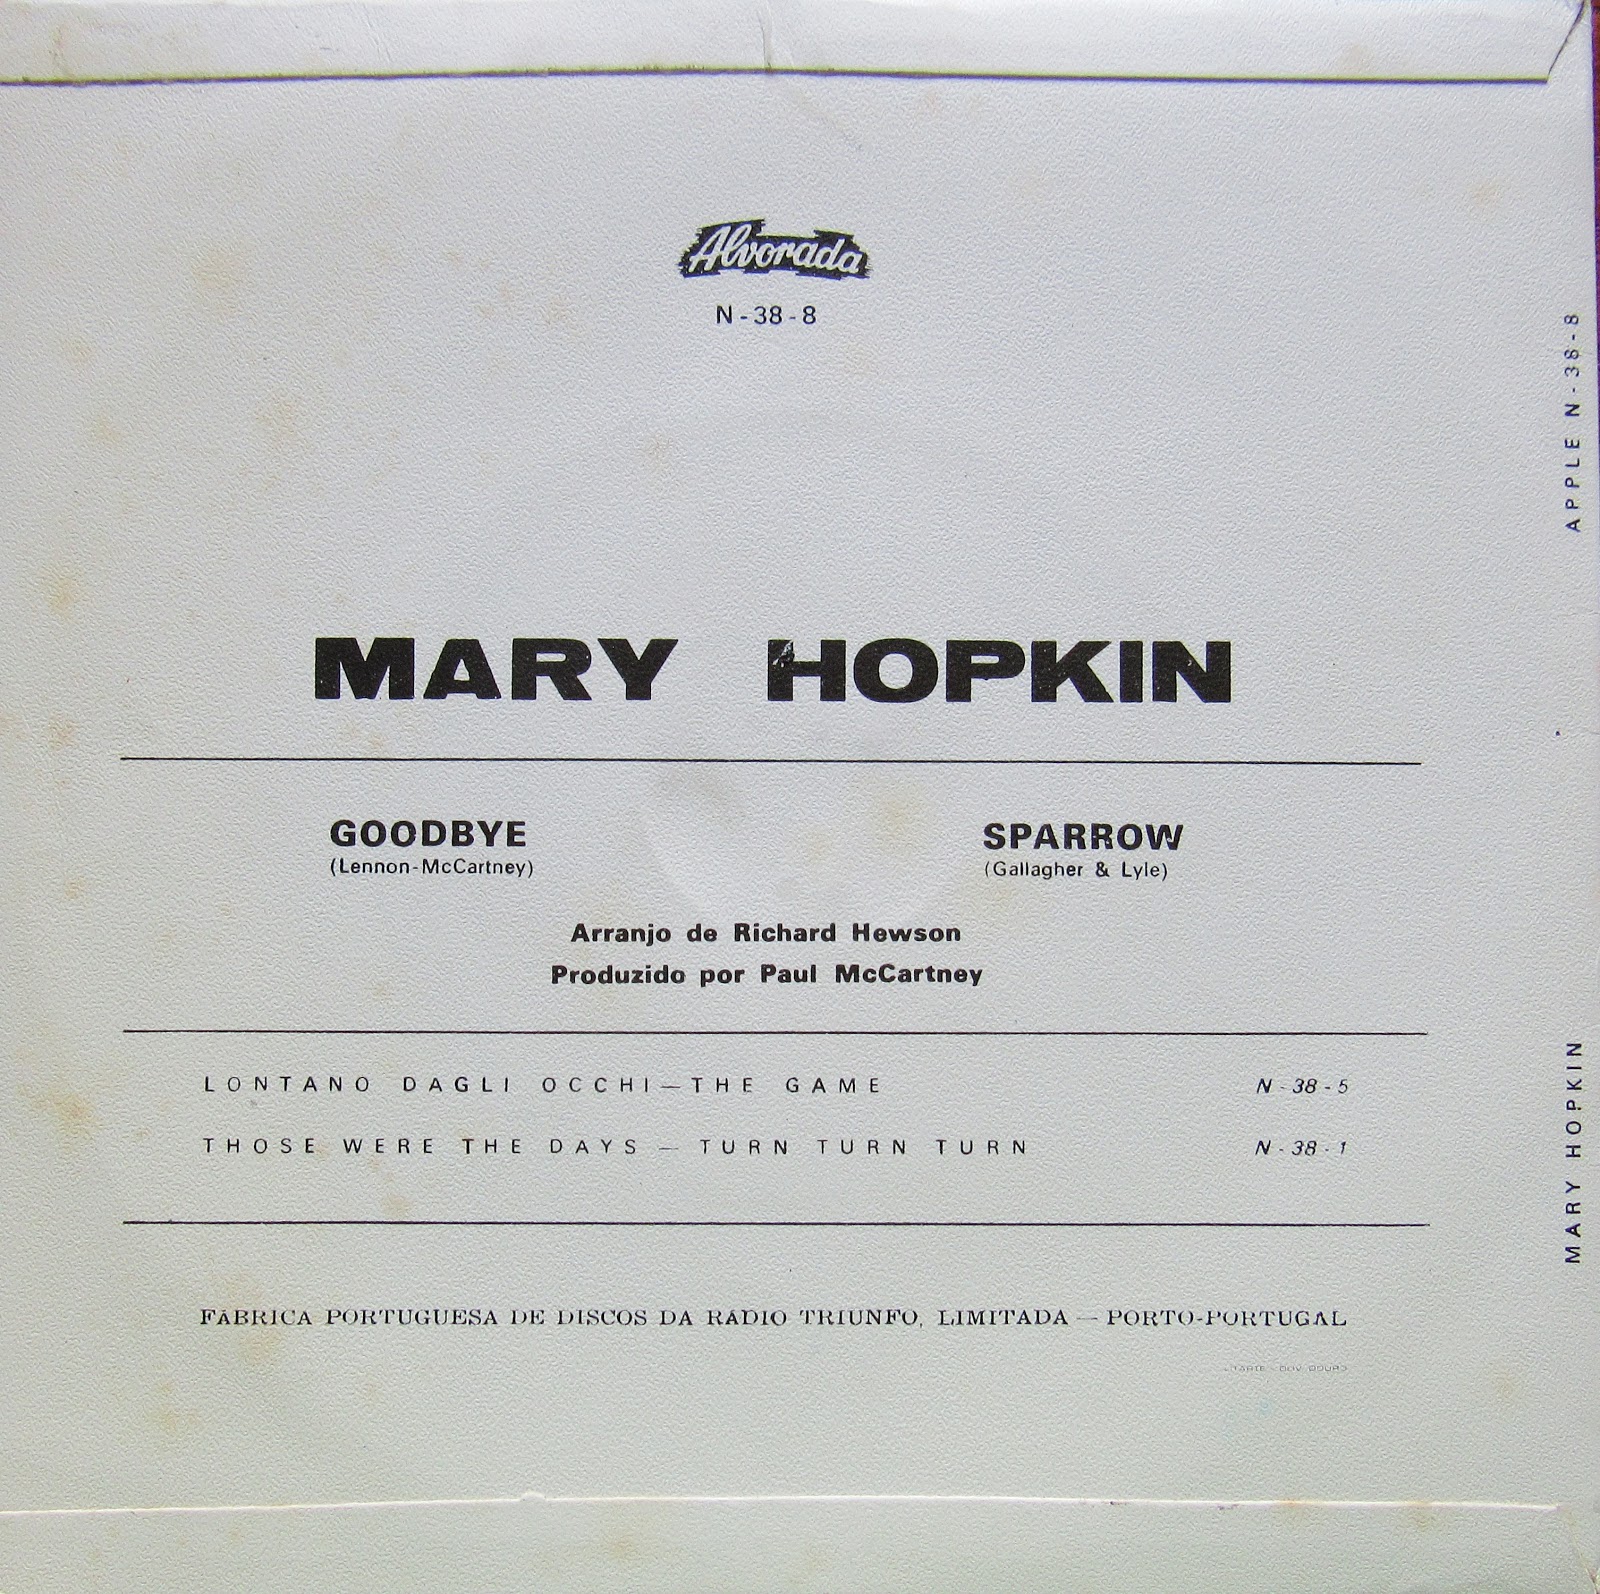 Alvorada
N-38-8
APPLE N-38-8
MARY HOPKIN
GOODBYE
(Lennon-McCartney)
SPARROW
(Gallagher & Lyle)
Arranjo de Richard Hewson
Produzido por Paul McCartney
LONTANO DAGLI OCCHI—THE GAME N-38-5
THOSE WERE THE DAYS — TURN TURN TURN N-38-1
MARY HOPKIN
FÁBRICA PORTUGUESA DE DISCOS DA RÁDIO TRIUNFO, LIMITADA — PORTO-PORTUGAL